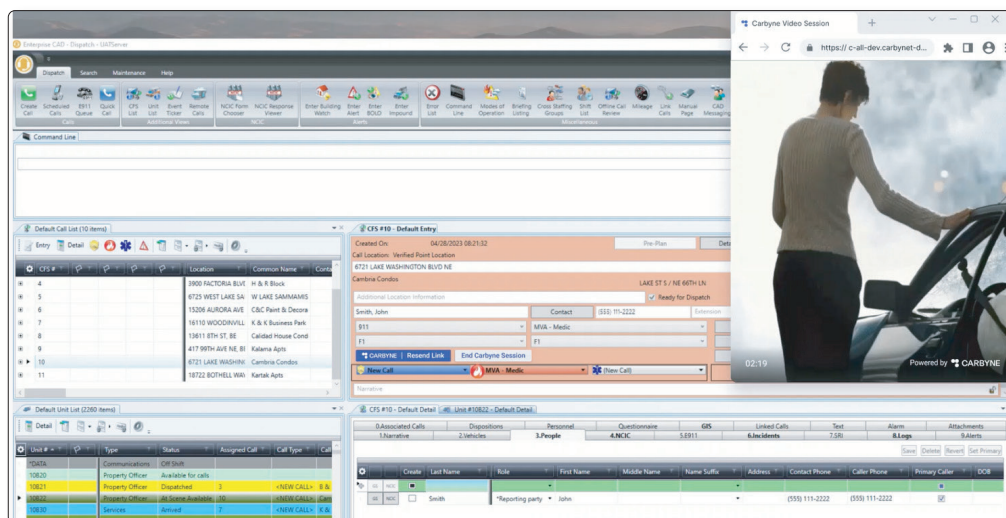 Enterprise CAD - Dispatch - UATServer
Dispatch Search Maintenance Help
Create Call Scheduled Calls E911 Queue Quick Call CFS List Unit List Event Ticker Remote Calls NCIC Form Chooser NCIC Response Viewer Enter Building Watch Enter Alert Enter BOLO Enter Impound Error List Command Line Modes of Operation Briefing Listing Cross Staffing Groups Shift List Offline Call Review Mileage Link Calls Manual Page CAD Messaging
Calls Additional Views NCIC Alerts Miscellaneous
Command Line
Carbyne Video Session
https://c-all-dev.carbynet-d...
02:19
Powered by CARBYNE
Default Call List (10 items)
Entry Detail
CFS # Location Common Name Conta
4 3900 FACTORIA BLVD H & R Block
5 6725 WEST LAKE SA W LAKE SAMMAMIS
6 15206 AURORA AVE C&C Paint & Decora
7 16110 WOODINVILL K & K Business Park
8 13611 8TH ST, BE Calidad House Cond
9 417 99TH AVE NE, BI Kalama Apts
10 6721 LAKE WASHING Cambria Condos
11 18722 BOTHELL WAY Kartak Apts
CFS #10 - Default Entry
Created On: 04/28/2023 08:21:32 Pre-Plan Deta
Call Location: Verified Point Location
6721 LAKE WASHINGTON BLVD NE
Cambria Condos LAKE ST S / NE 66TH LN
Additional Location Information Ready for Dispatch
Smith, John Contact (555) 111-2222 Extension
911 MVA - Medic
F1 F1
CARBYNE | Resend Link End Carbyne Session
New Call MVA - Medic (New Call)
Narrative
Default Unit List (2260 items)
Detail
Unit # Type Status Assigned Call Call Type Call
*DATA Communications Off Shift
10820 Property Officer Available for calls
10821 Property Officer Dispatched 3 <NEW CALL> B &
10822 Property Officer At Scene Available 10 <NEW CALL> Cam
10830 Services Arrived 7 <NEW CALL> K &
CFS #10 - Default Detail Unit #10822 - Default Detail
0.Associated Calls Dispositions Personnel Questionnaire GIS Linked Calls Text Alarm Attachments
1.Narrative 2.Vehicles 3.People 4.NCIC 5.E911 6.Incidents 7.SRI 8.Logs 9.Alerts
Save Delete Revert Set Primary
Create Last Name Role First Name Middle Name Name Suffix Address Contact Phone Caller Phone Primary Caller DOB
Smith *Reporting party John (555) 111-2222 (555) 111-2222